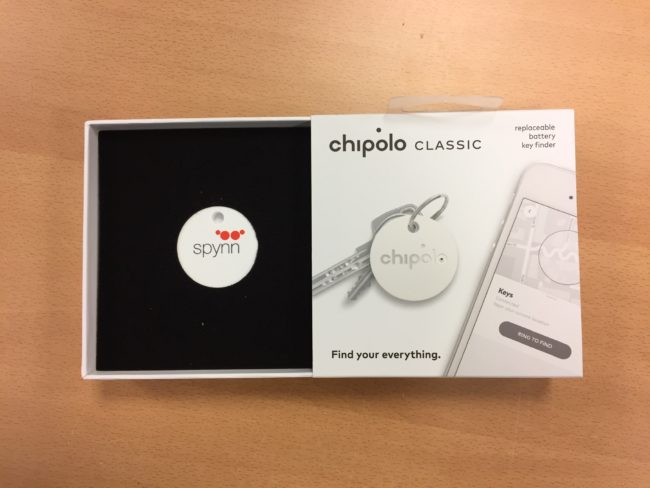 spynn
chipolo CLASSIC
replaceable
battery
key finder
chipolo
Keys
RING TO FIND
Find your everything.